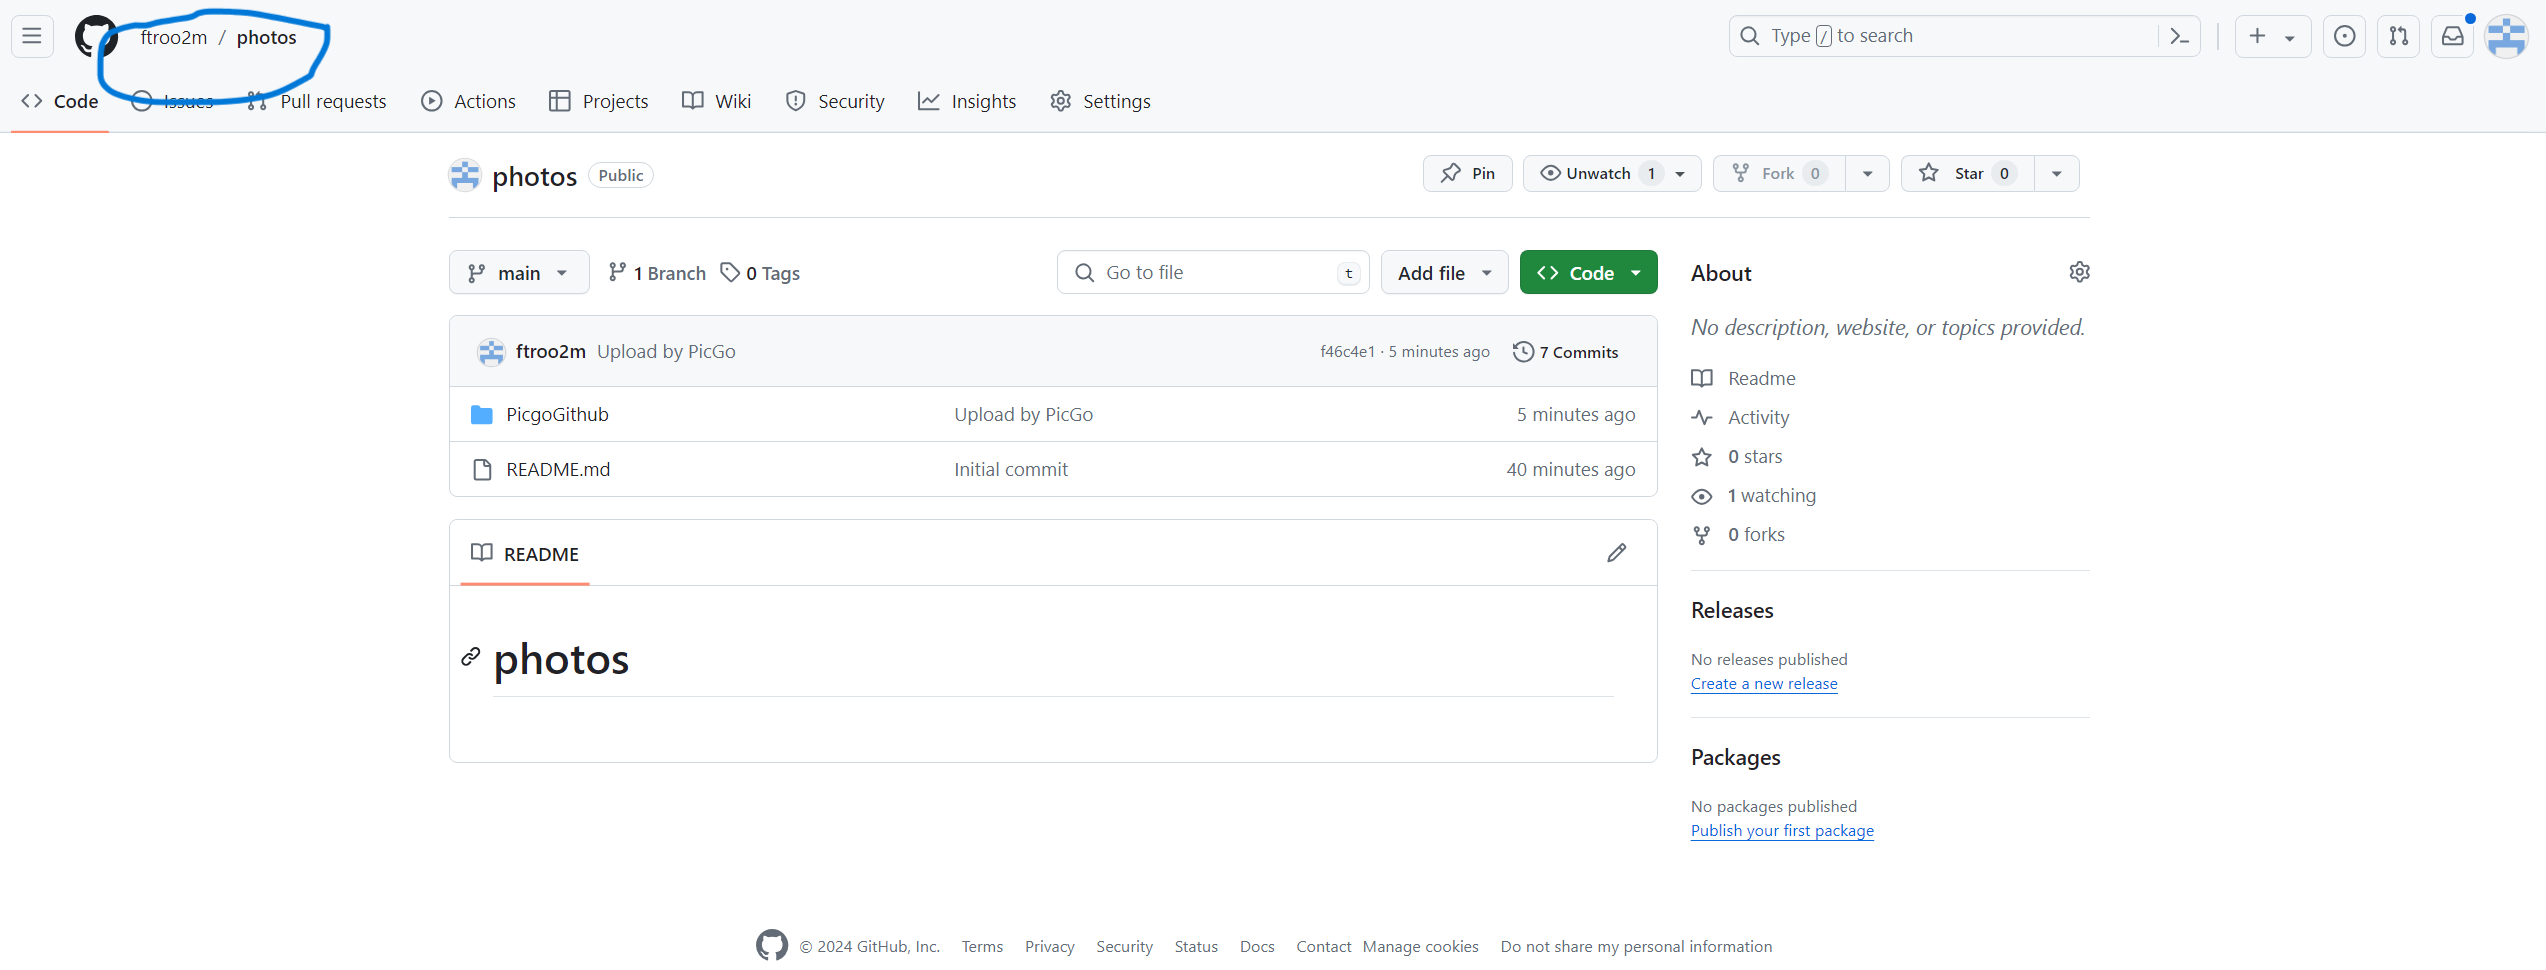 ftroo2m / photos
Type / to search
Code Issues Pull requests Actions Projects Wiki Security Insights Settings
photos Public
Pin Unwatch 1 Fork 0 Star 0
main 1 Branch 0 Tags Go to file t Add file Code
ftroo2m Upload by PicGo f46c4e1 · 5 minutes ago 7 Commits
PicgoGithub Upload by PicGo 5 minutes ago
README.md Initial commit 40 minutes ago
README
photos
About
No description, website, or topics provided.
Readme
Activity
0 stars
1 watching
0 forks
Releases
No releases published
Create a new release
Packages
No packages published
Publish your first package
© 2024 GitHub, Inc. Terms Privacy Security Status Docs Contact Manage cookies Do not share my personal information